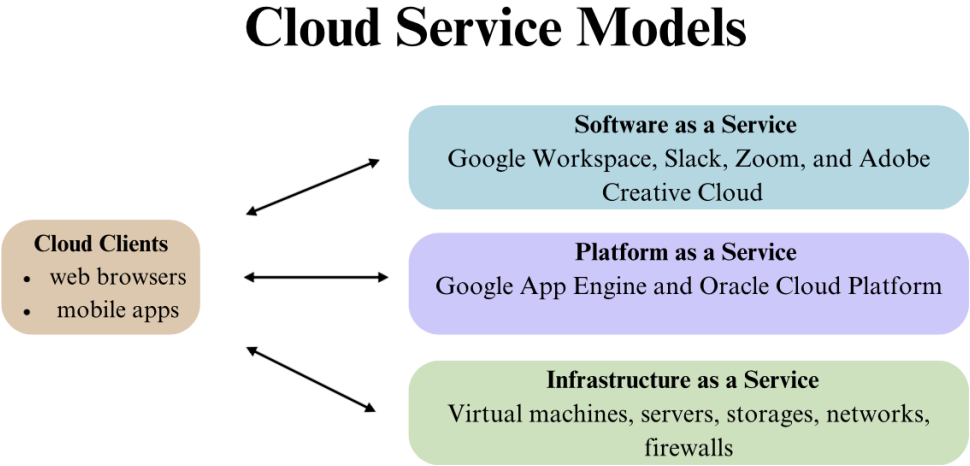 Cloud Service Models
Software as a Service
Google Workspace, Slack, Zoom, and Adobe
Creative Cloud
Cloud Clients
• web browsers
• mobile apps
Platform as a Service
Google App Engine and Oracle Cloud Platform
Infrastructure as a Service
Virtual machines, servers, storages, networks,
firewalls